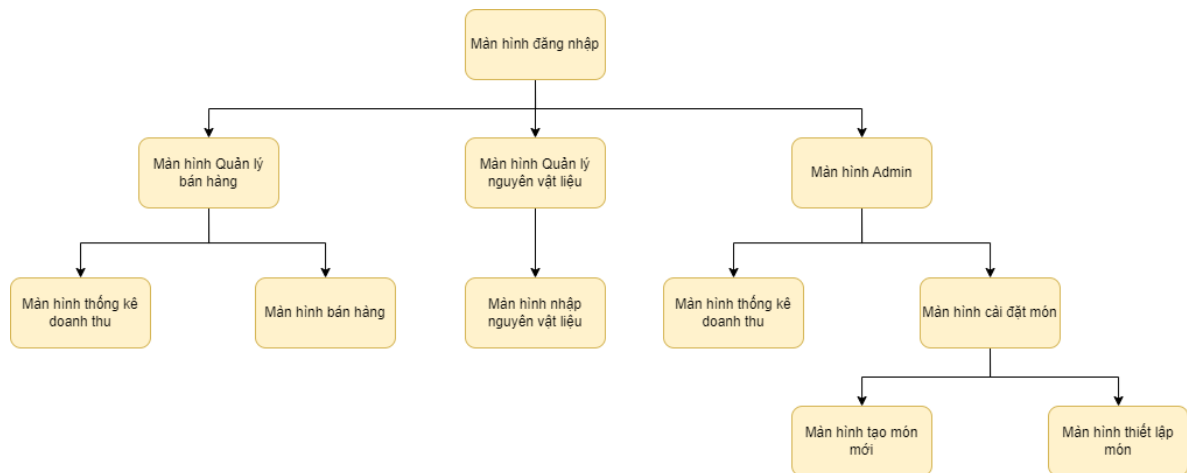 Màn hình đăng nhập
Màn hình Quản lý
bán hàng
Màn hình Quản lý
nguyên vật liệu
Màn hình Admin
Màn hình thống kê
doanh thu
Màn hình bán hàng
Màn hình nhập
nguyên vật liệu
Màn hình thống kê
doanh thu
Màn hình cài đặt món
Màn hình tạo món
mới
Màn hình thiết lập
món